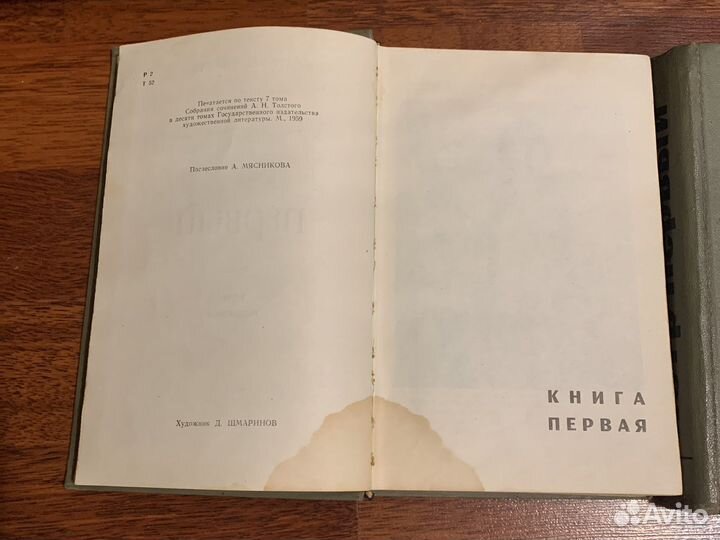 Р 2
Т 52
Печатается по тексту 7 тома
Собрания сочинений А. Н. Толстого
в десяти томах Государственного издательства
художественной литературы. М., 1959
Послесловие А. МЯСНИКОВА
Художник Д. ШМАРИНОВ
КНИГА
ПЕРВАЯ
Avito